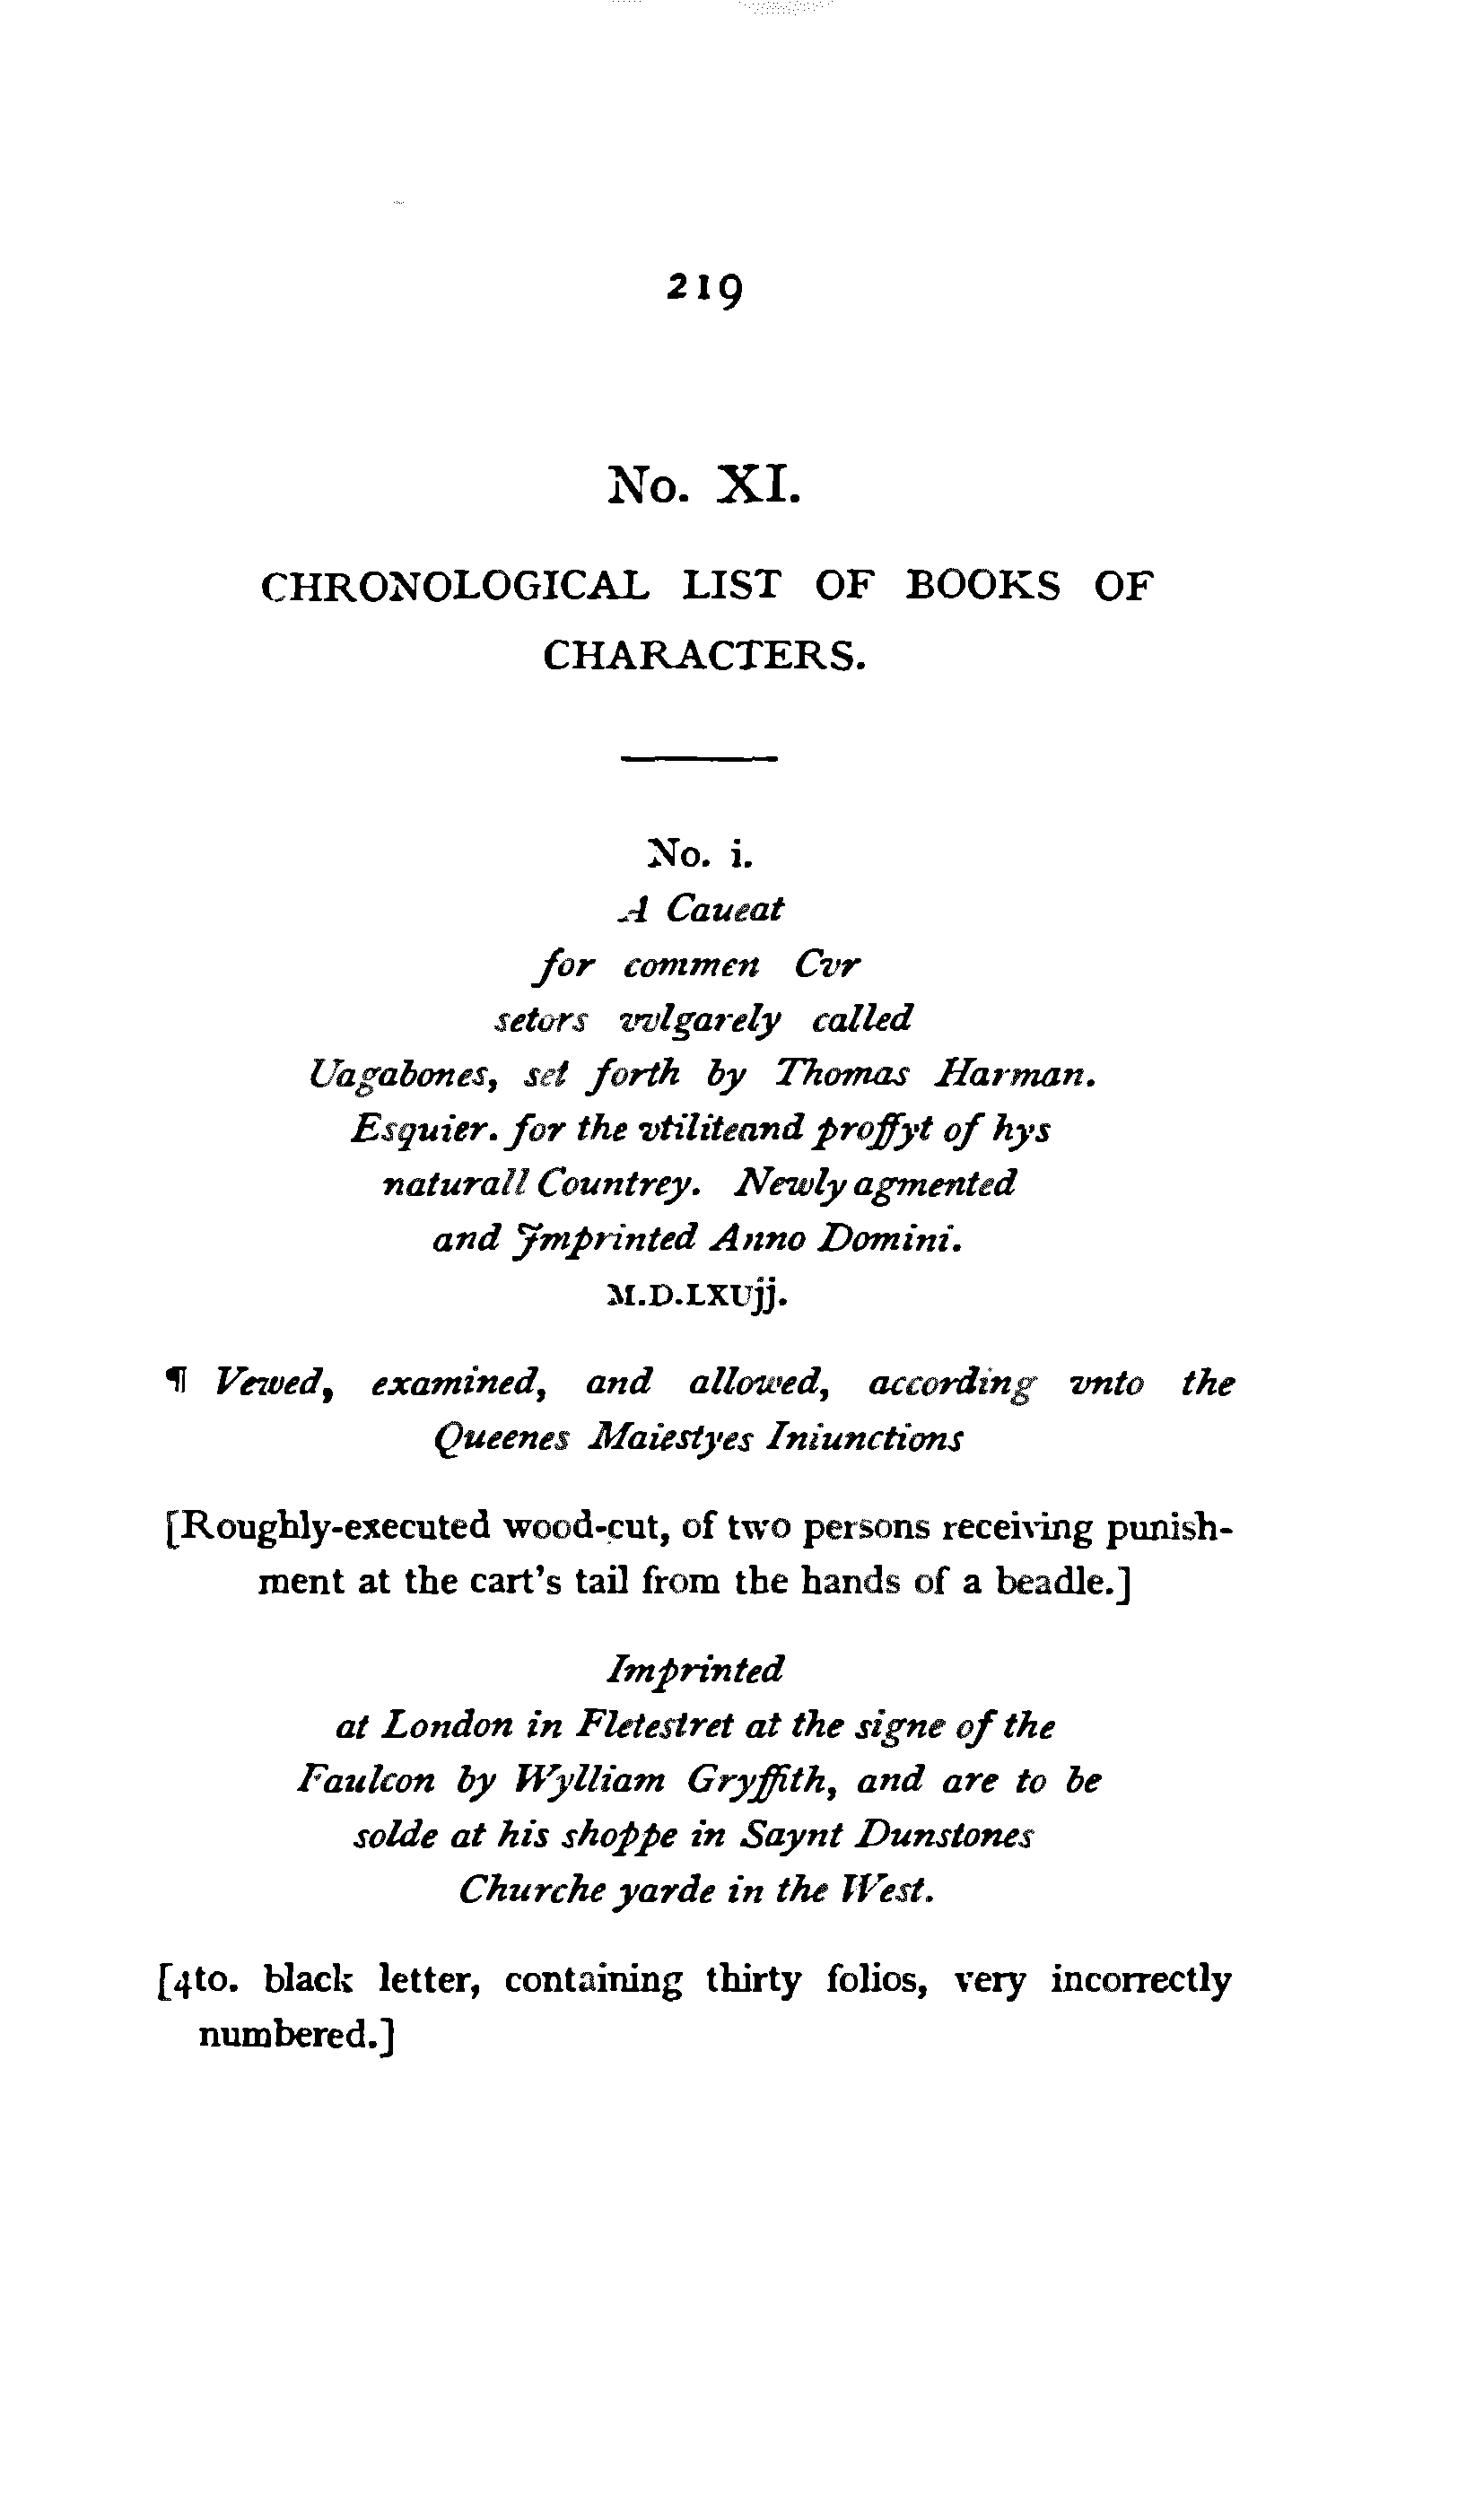 219
No. XI.
CHRONOLOGICAL LIST OF BOOKS OF
CHARACTERS.
No. i.
A Caueat
for commen Cvr
setors vvlgarely called
Uagabones, set forth by Thomas Harman.
Esquier. for the vtiliteand proffyt of hys
naturall Countrey. Newly agmented
and Jmprinted Anno Domini.
M.D.LXUjj.
¶ Vewed, examined, and allowed, according vnto the
Queenes Maiestyes Iniunctions
[Roughly-executed wood-cut, of two persons receiving punish-
ment at the cart's tail from the hands of a beadle.]
Imprinted
at London in Fletestret at the signe of the
Faulcon by Wylliam Gryffith, and are to be
solde at his shoppe in Saynt Dunstones
Churche yarde in the West.
[4to. black letter, containing thirty folios, very incorrectly
numbered.]